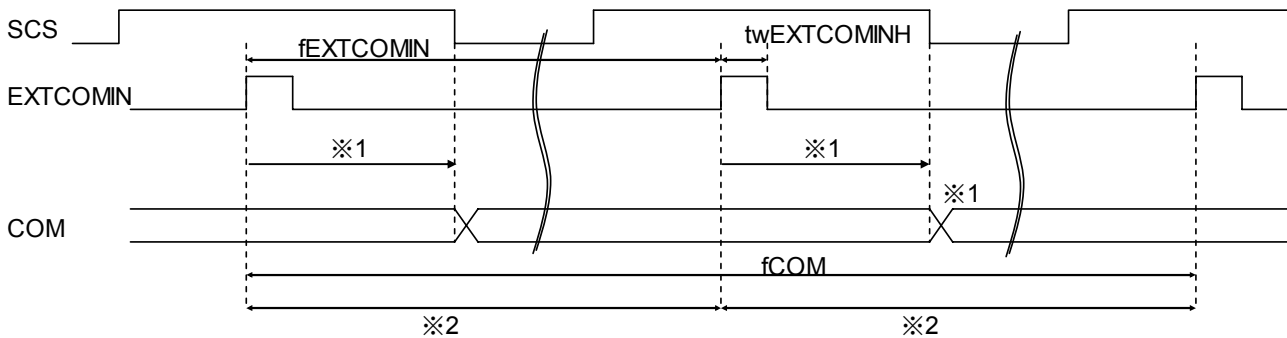 SCS
fEXTCOMIN
twEXTCOMINH
EXTCOMIN
※1
※1
※1
COM
fCOM
※2
※2